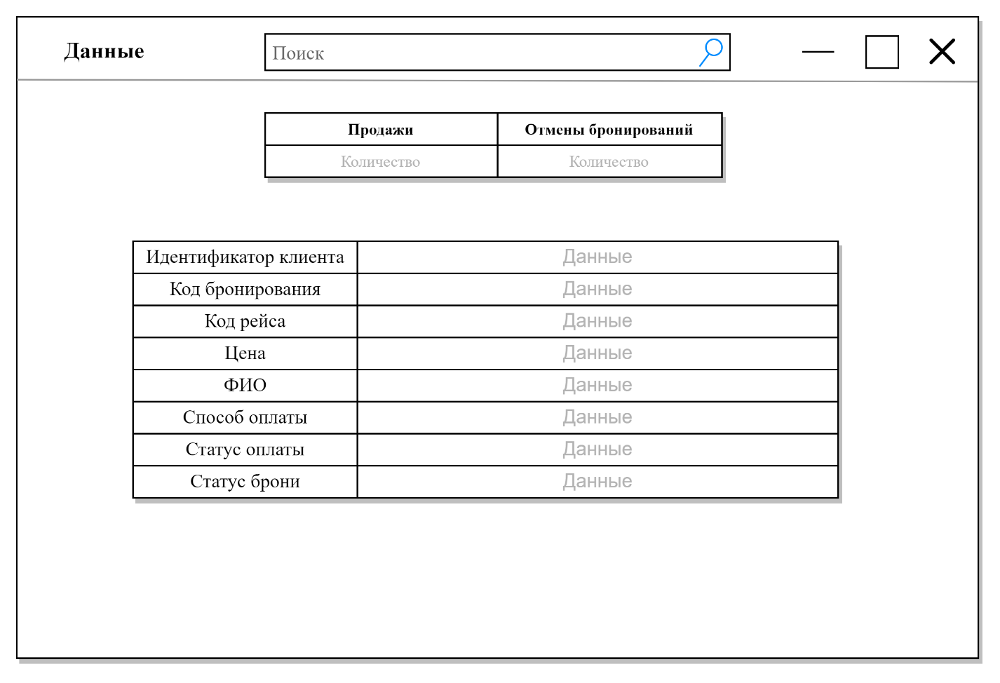 Данные
Поиск
Продажи Отмены бронирований
Количество Количество
Идентификатор клиента Данные
Код бронирования Данные
Код рейса Данные
Цена Данные
ФИО Данные
Способ оплаты Данные
Статус оплаты Данные
Статус брони Данные